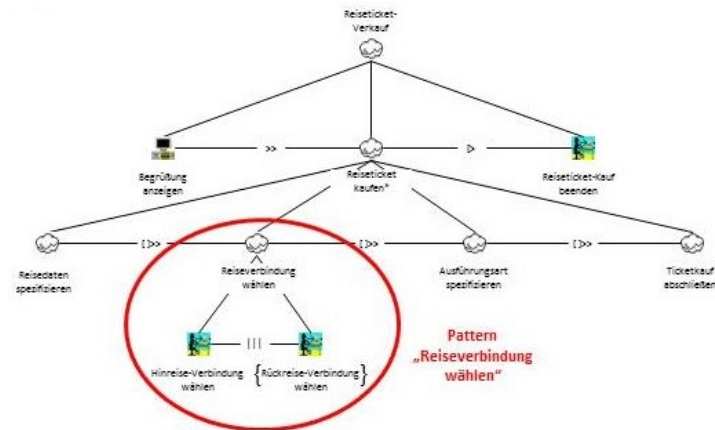 Reiseticket-
Verkauf
>>
[>
Begrüßung
anzeigen
Reiseticket
kaufen*
Reiseticket-Kauf
beenden
[]>>
[]>>
[]>>
Reisedaten
spezifizieren
Reiseverbindung
wählen
Ausführungsart
spezifizieren
Ticketkauf
abschließen
|||
Hinreise-Verbindung
wählen
{Rückreise-Verbindung}
wählen
Pattern
„Reiseverbindung
wählen“